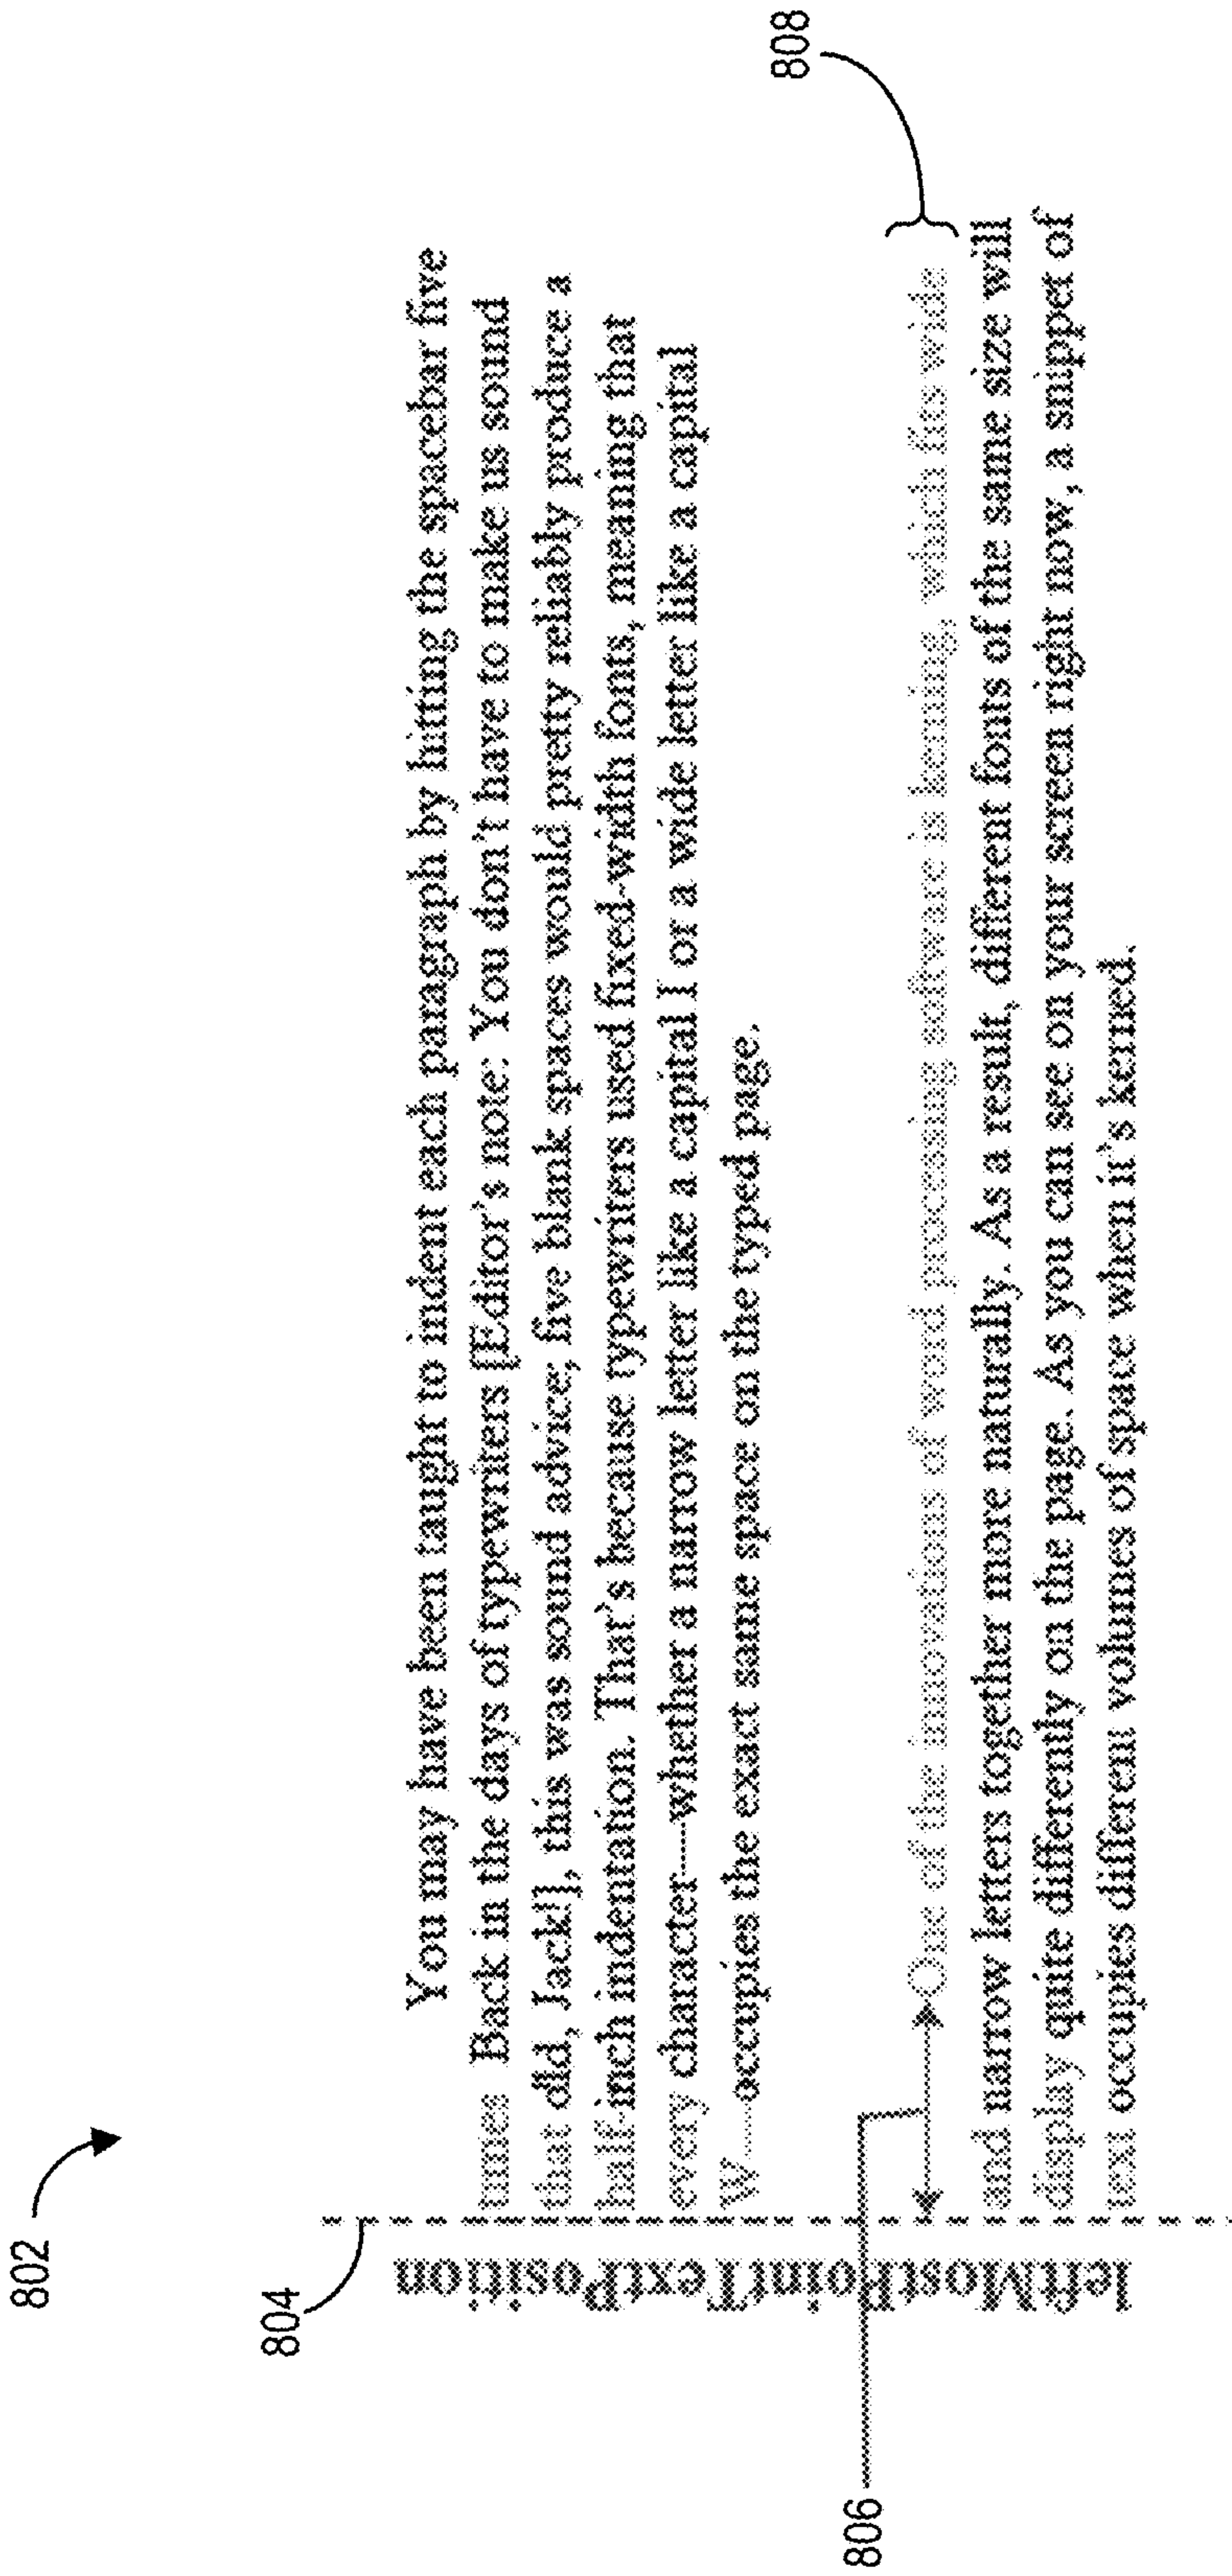 802
804
leftMostPointTextPosition
You may have been taught to indent each paragraph by hitting the spacebar five
times Back in the days of typewriters [Editor's note: You don't have to make us sound
that did, Jack!], this was sound advice; five blank spaces would pretty reliably produce a
half-inch indentation. That's because typewriters used fixed-width fonts, meaning that
every character—whether a narrow letter like a capital I or a wide letter like a capital
W—occupies the exact same space on the typed page.
806
808
One of the innovations of word processing software is kerning, which fits wide
and narrow letters together more naturally. As a result, different fonts of the same size will
display quite differently on the page. As you can see on your screen right now, a snippet of
text occupies different volumes of space when it's kerned.